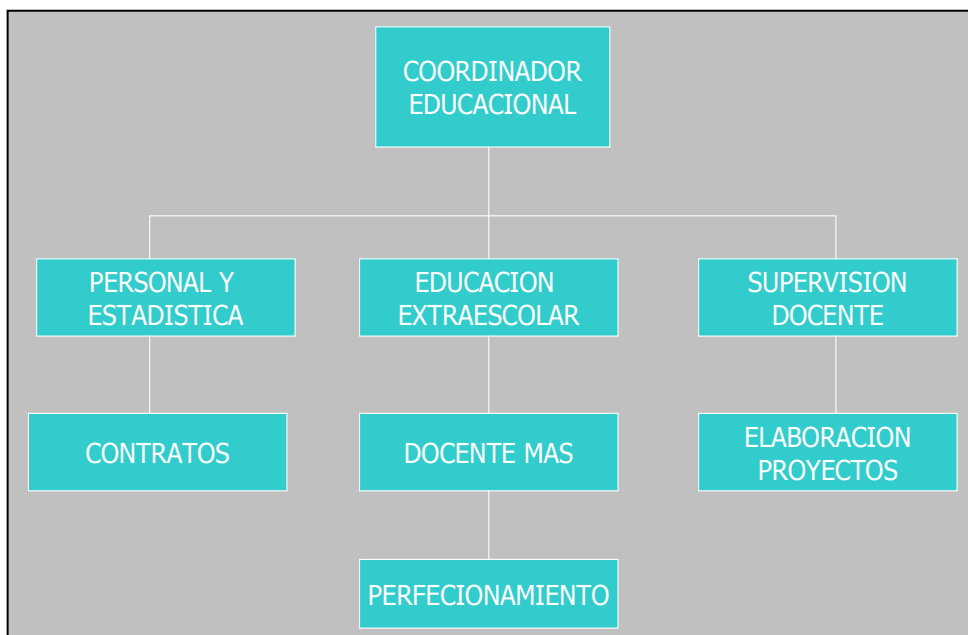 COORDINADOR
EDUCACIONAL
PERSONAL Y
ESTADISTICA
EDUCACION
EXTRAESCOLAR
SUPERVISION
DOCENTE
CONTRATOS
DOCENTE MAS
ELABORACION
PROYECTOS
PERFECIONAMIENTO